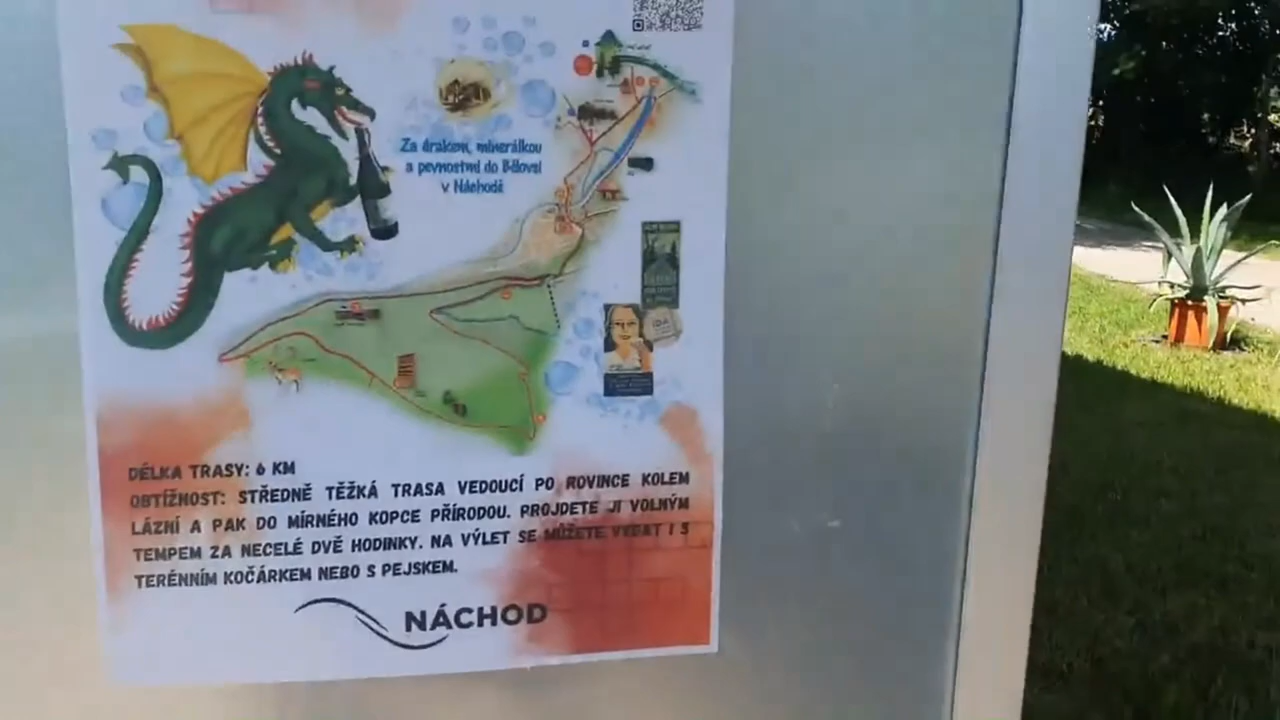 Za drakem, minerálkou
a pevnostmi do Bělovsi
v Náchodě
IDA
DÉLKA TRASY: 6 KM
OBTÍŽNOST: STŘEDNĚ TĚŽKÁ TRASA VEDOUCÍ PO ROVINCE KOLEM
LÁZNÍ A PAK DO MÍRNÉHO KOPCE PŘÍRODOU. PROJDETE JI VOLNÝM
TEMPEM ZA NECELÉ DVĚ HODINKY. NA VÝLET SE MŮŽETE VYDAT I S
TERÉNNÍM KOČÁRKEM NEBO S PEJSKEM.
NÁCHOD